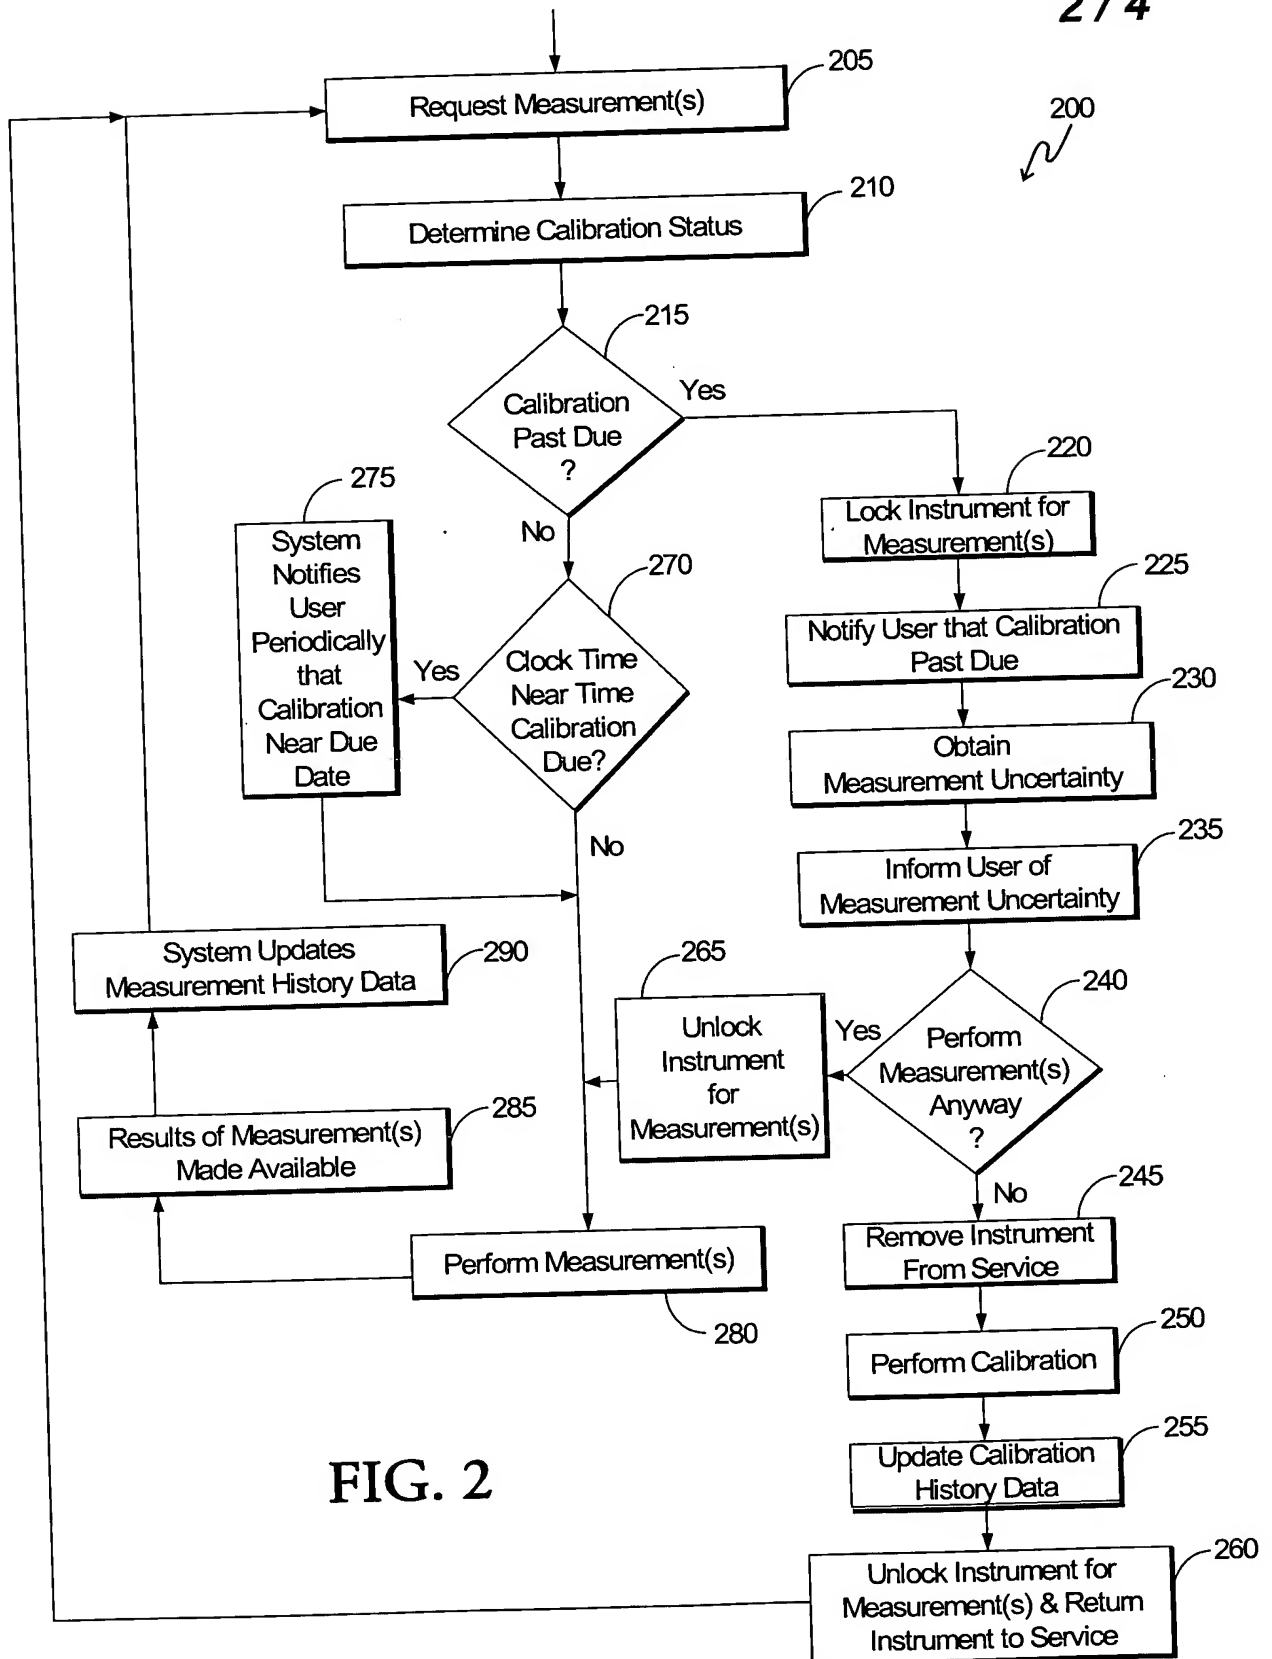 2/4
205
Request Measurement(s)
200
210
Determine Calibration Status
215
Calibration
Past Due
?
Yes
No
220
Lock Instrument for
Measurement(s)
275
System
Notifies
User
Periodically
that
Calibration
Near Due
Date
270
Clock Time
Near Time
Calibration
Due?
Yes
No
225
Notify User that Calibration
Past Due
230
Obtain
Measurement Uncertainty
235
Inform User of
Measurement Uncertainty
240
Perform
Measurement(s)
Anyway
?
Yes
No
265
Unlock
Instrument
for
Measurement(s)
290
System Updates
Measurement History Data
285
Results of Measurement(s)
Made Available
Perform Measurement(s)
280
245
Remove Instrument
From Service
250
Perform Calibration
255
Update Calibration
History Data
260
Unlock Instrument for
Measurement(s) & Return
Instrument to Service
FIG. 2